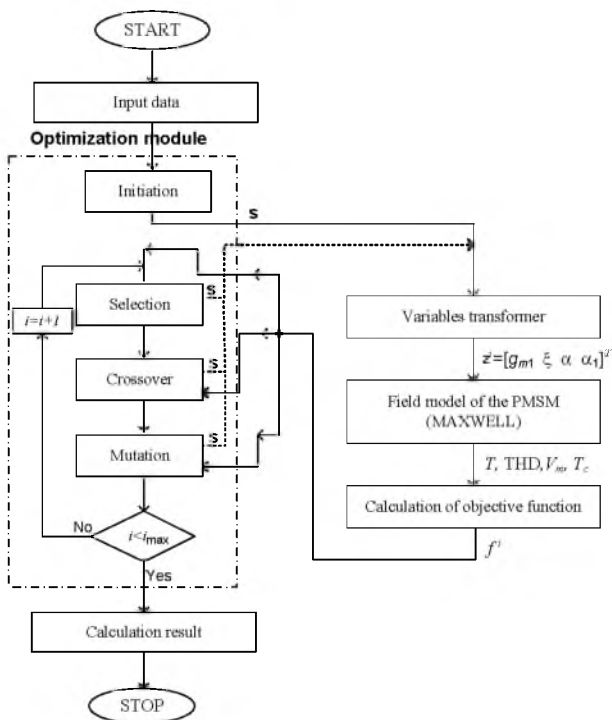 START
Input data
Optimization module
Initiation
s
Selection
s
i=i+1
Variables transformer
zⁱ=[gₘ₁ ξ α α₁]ᵀ
Crossover
s
Field model of the PMSM
(MAXWELL)
Mutation
s
T, THD, Vₘ, T꜀
Calculation of objective function
No
i<iₘₐₓ
fⁱ
Yes
Calculation result
STOP